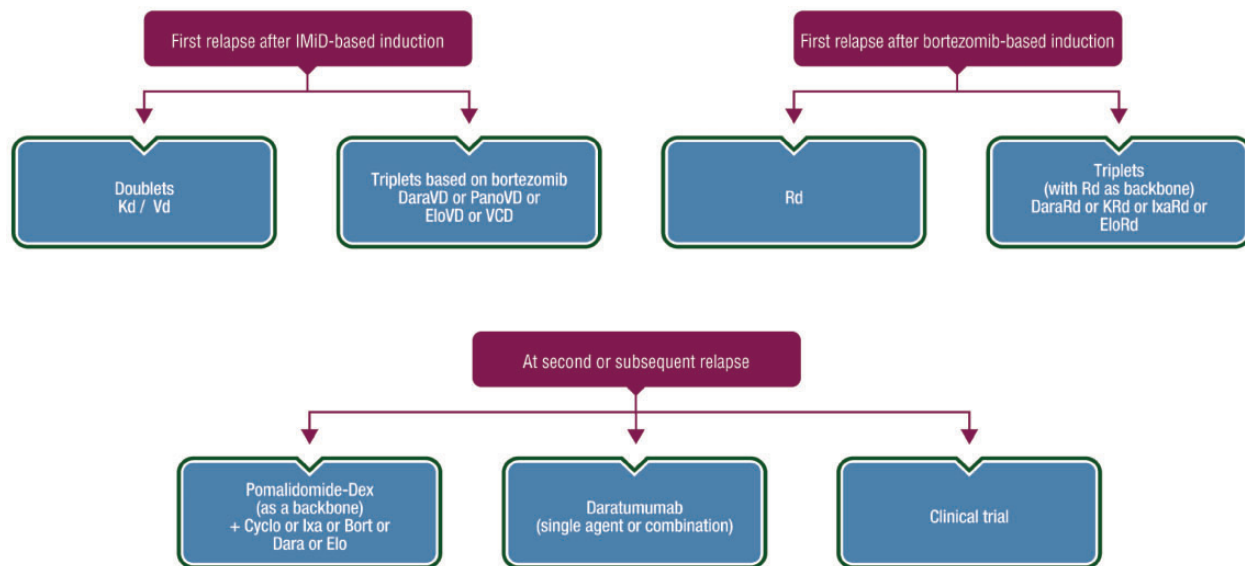 First relapse after IMiD-based induction
First relapse after bortezomib-based induction
Doublets
Kd / Vd
Triplets based on bortezomib
DaraVD or PanoVD or
EloVD or VCD
Rd
Triplets
(with Rd as backbone)
DaraRd or KRd or IxaRd or
EloRd
At second or subsequent relapse
Pomalidomide-Dex
(as a backbone)
+ Cyclo or Ixa or Bort or
Dara or Elo
Daratumumab
(single agent or combination)
Clinical trial